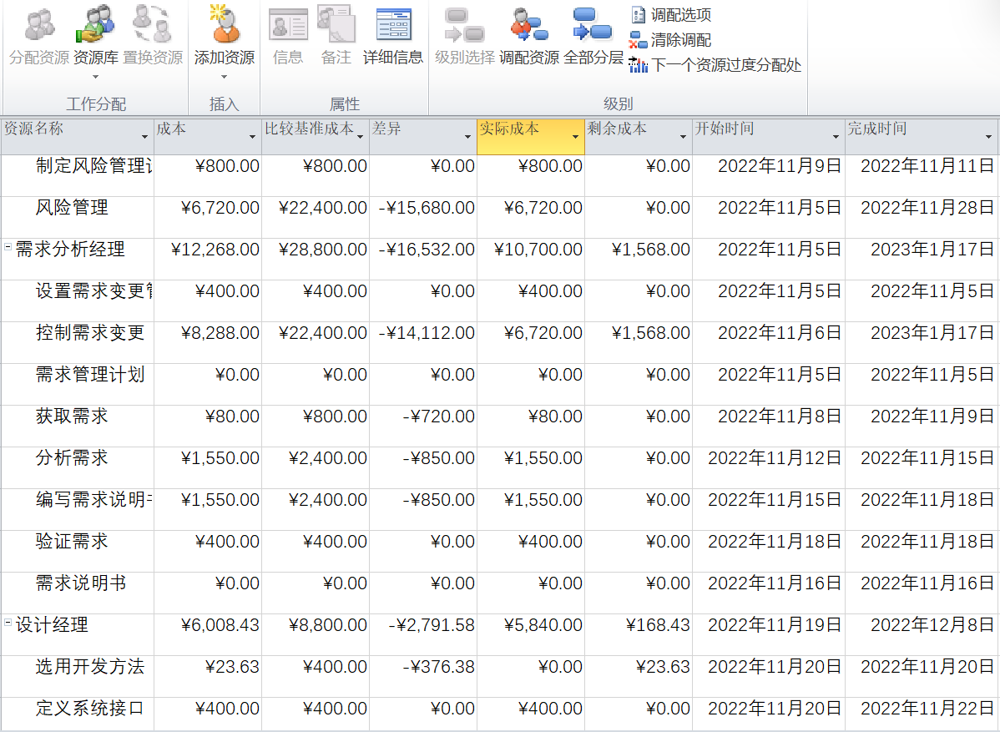 分配资源 资源库 置换资源 添加资源 信息 备注 详细信息 级别选择 调配资源 全部分层 调配选项
清除调配
下一个资源过度分配处
工作分配 插入 属性 级别
资源名称 成本 比较基准成本 差异 实际成本 剩余成本 开始时间 完成时间
制定风险管理 ¥800.00 ¥800.00 ¥0.00 ¥800.00 ¥0.00 2022年11月9日 2022年11月11日
风险管理 ¥6,720.00 ¥22,400.00 -¥15,680.00 ¥6,720.00 ¥0.00 2022年11月5日 2022年11月28日
需求分析经理 ¥12,268.00 ¥28,800.00 -¥16,532.00 ¥10,700.00 ¥1,568.00 2022年11月5日 2023年1月17日
设置需求变更 ¥400.00 ¥400.00 ¥0.00 ¥400.00 ¥0.00 2022年11月5日 2022年11月5日
控制需求变更 ¥8,288.00 ¥22,400.00 -¥14,112.00 ¥6,720.00 ¥1,568.00 2022年11月6日 2023年1月17日
需求管理计划 ¥0.00 ¥0.00 ¥0.00 ¥0.00 ¥0.00 2022年11月5日 2022年11月5日
获取需求 ¥80.00 ¥800.00 -¥720.00 ¥80.00 ¥0.00 2022年11月8日 2022年11月9日
分析需求 ¥1,550.00 ¥2,400.00 -¥850.00 ¥1,550.00 ¥0.00 2022年11月12日 2022年11月15日
编写需求说明 ¥1,550.00 ¥2,400.00 -¥850.00 ¥1,550.00 ¥0.00 2022年11月15日 2022年11月18日
验证需求 ¥400.00 ¥400.00 ¥0.00 ¥400.00 ¥0.00 2022年11月18日 2022年11月18日
需求说明书 ¥0.00 ¥0.00 ¥0.00 ¥0.00 ¥0.00 2022年11月16日 2022年11月16日
设计经理 ¥6,008.43 ¥8,800.00 -¥2,791.58 ¥5,840.00 ¥168.43 2022年11月19日 2022年12月8日
选用开发方法 ¥23.63 ¥400.00 -¥376.38 ¥0.00 ¥23.63 2022年11月20日 2022年11月20日
定义系统接口 ¥400.00 ¥400.00 ¥0.00 ¥400.00 ¥0.00 2022年11月20日 2022年11月22日